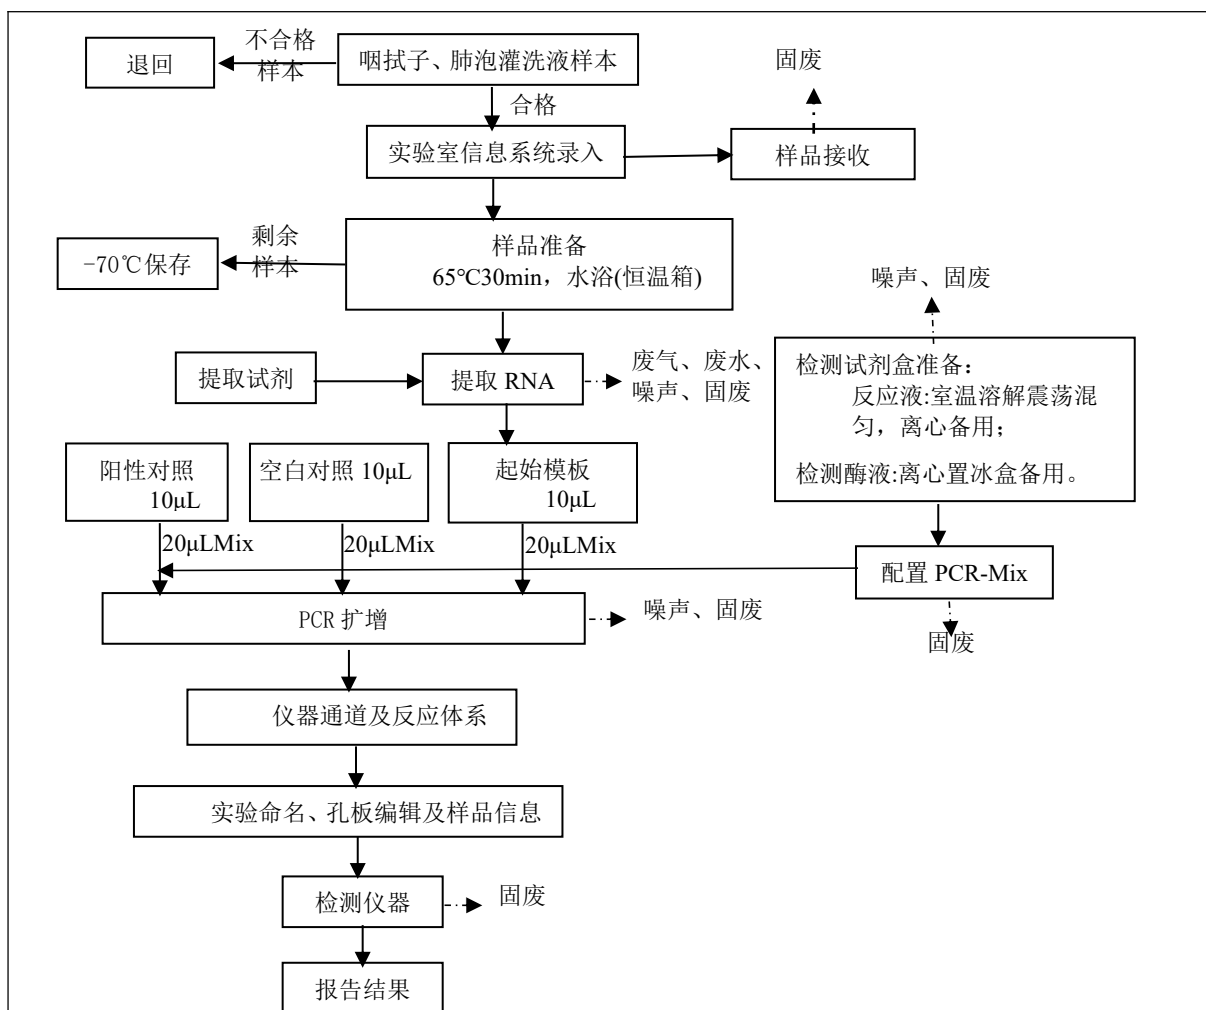 不合格
样本
退回
咽拭子、肺泡灌洗液样本
固废
合格
实验室信息系统录入
样品接收
剩余
样本
-70℃保存
样品准备
65℃30min，水浴(恒温箱)
噪声、固废
提取试剂
提取 RNA
废气、废水、
噪声、固废
检测试剂盒准备：
反应液:室温溶解震荡混
匀，离心备用；
检测酶液:离心置冰盒备用。
阳性对照
10μL
空白对照 10μL
起始模板
10μL
20μLMix
20μLMix
20μLMix
配置 PCR-Mix
PCR 扩增
噪声、固废
固废
仪器通道及反应体系
实验命名、孔板编辑及样品信息
检测仪器
固废
报告结果